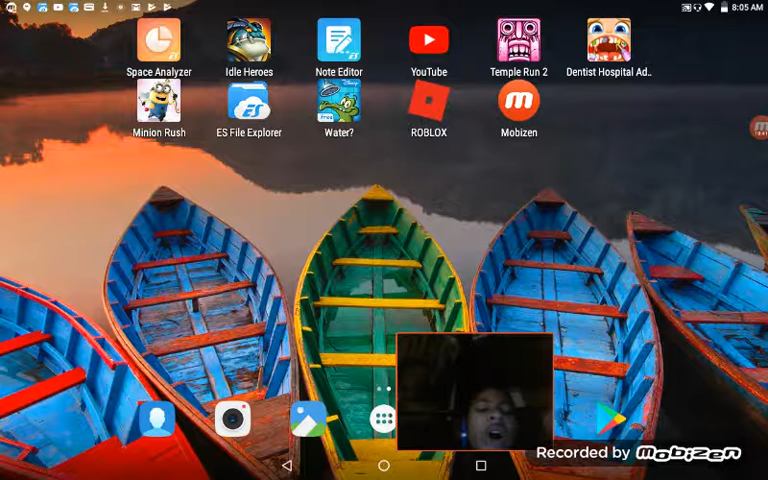 8:05 AM
Space Analyzer
Idle Heroes
Note Editor
YouTube
Temple Run 2
Dentist Hospital Ad..
Minion Rush
ES File Explorer
Water?
ROBLOX
Mobizen
Recorded by Mobizen